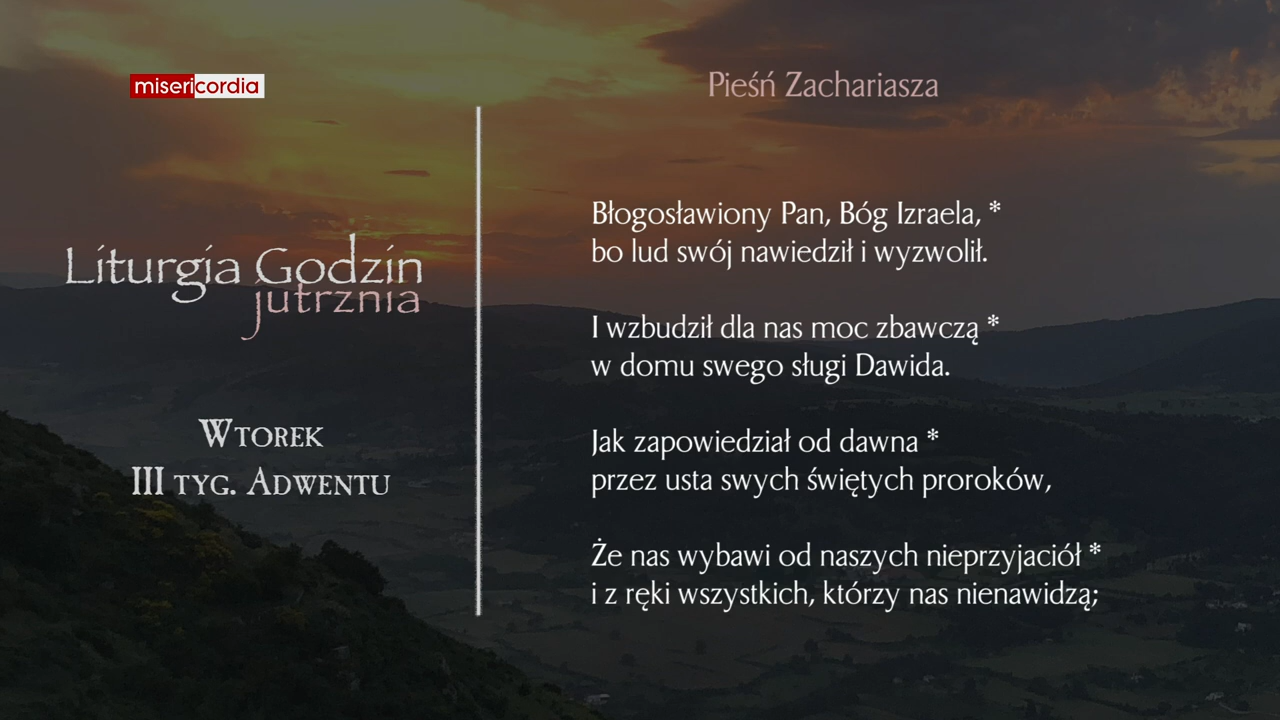 misericordia
Liturgia Godzin
jutrznia
Wtorek
III tyg. Adwentu
Pieśń Zachariasza
Błogosławiony Pan, Bóg Izraela, *
bo lud swój nawiedził i wyzwolił.
I wzbudził dla nas moc zbawczą *
w domu swego sługi Dawida.
Jak zapowiedział od dawna *
przez usta swych świętych proroków,
Że nas wybawi od naszych nieprzyjaciół *
i z ręki wszystkich, którzy nas nienawidzą;